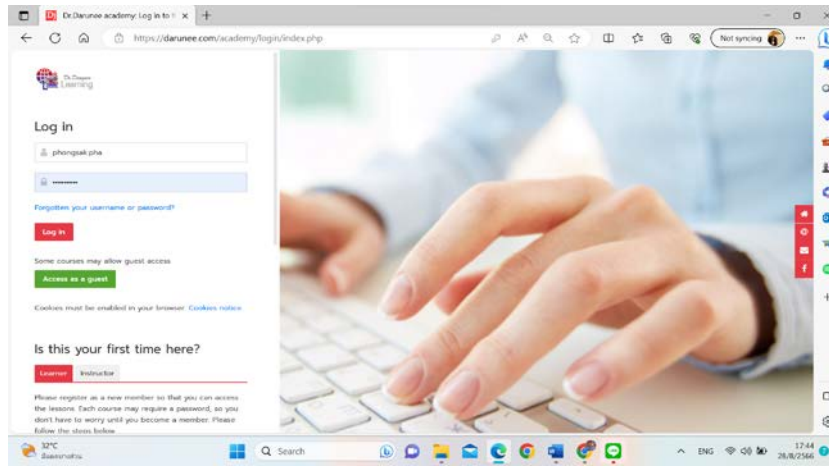 Dr.Darunee academy: Log in to t
https://darunee.com/academy/login/index.php
Not syncing
Dr. Darunee
Learning
Log in
phongsak.pha
Forgotten your username or password?
Log in
Some courses may allow guest access
Access as a guest
Cookies must be enabled in your browser Cookies notice
Is this your first time here?
Learner Instructor
Please register as a new member so that you can access
the lessons. Each course may require a password, so you
don't have to worry until you become a member. Please
follow the steps below
32°C
Search
ENG
17:44
28/8/2566